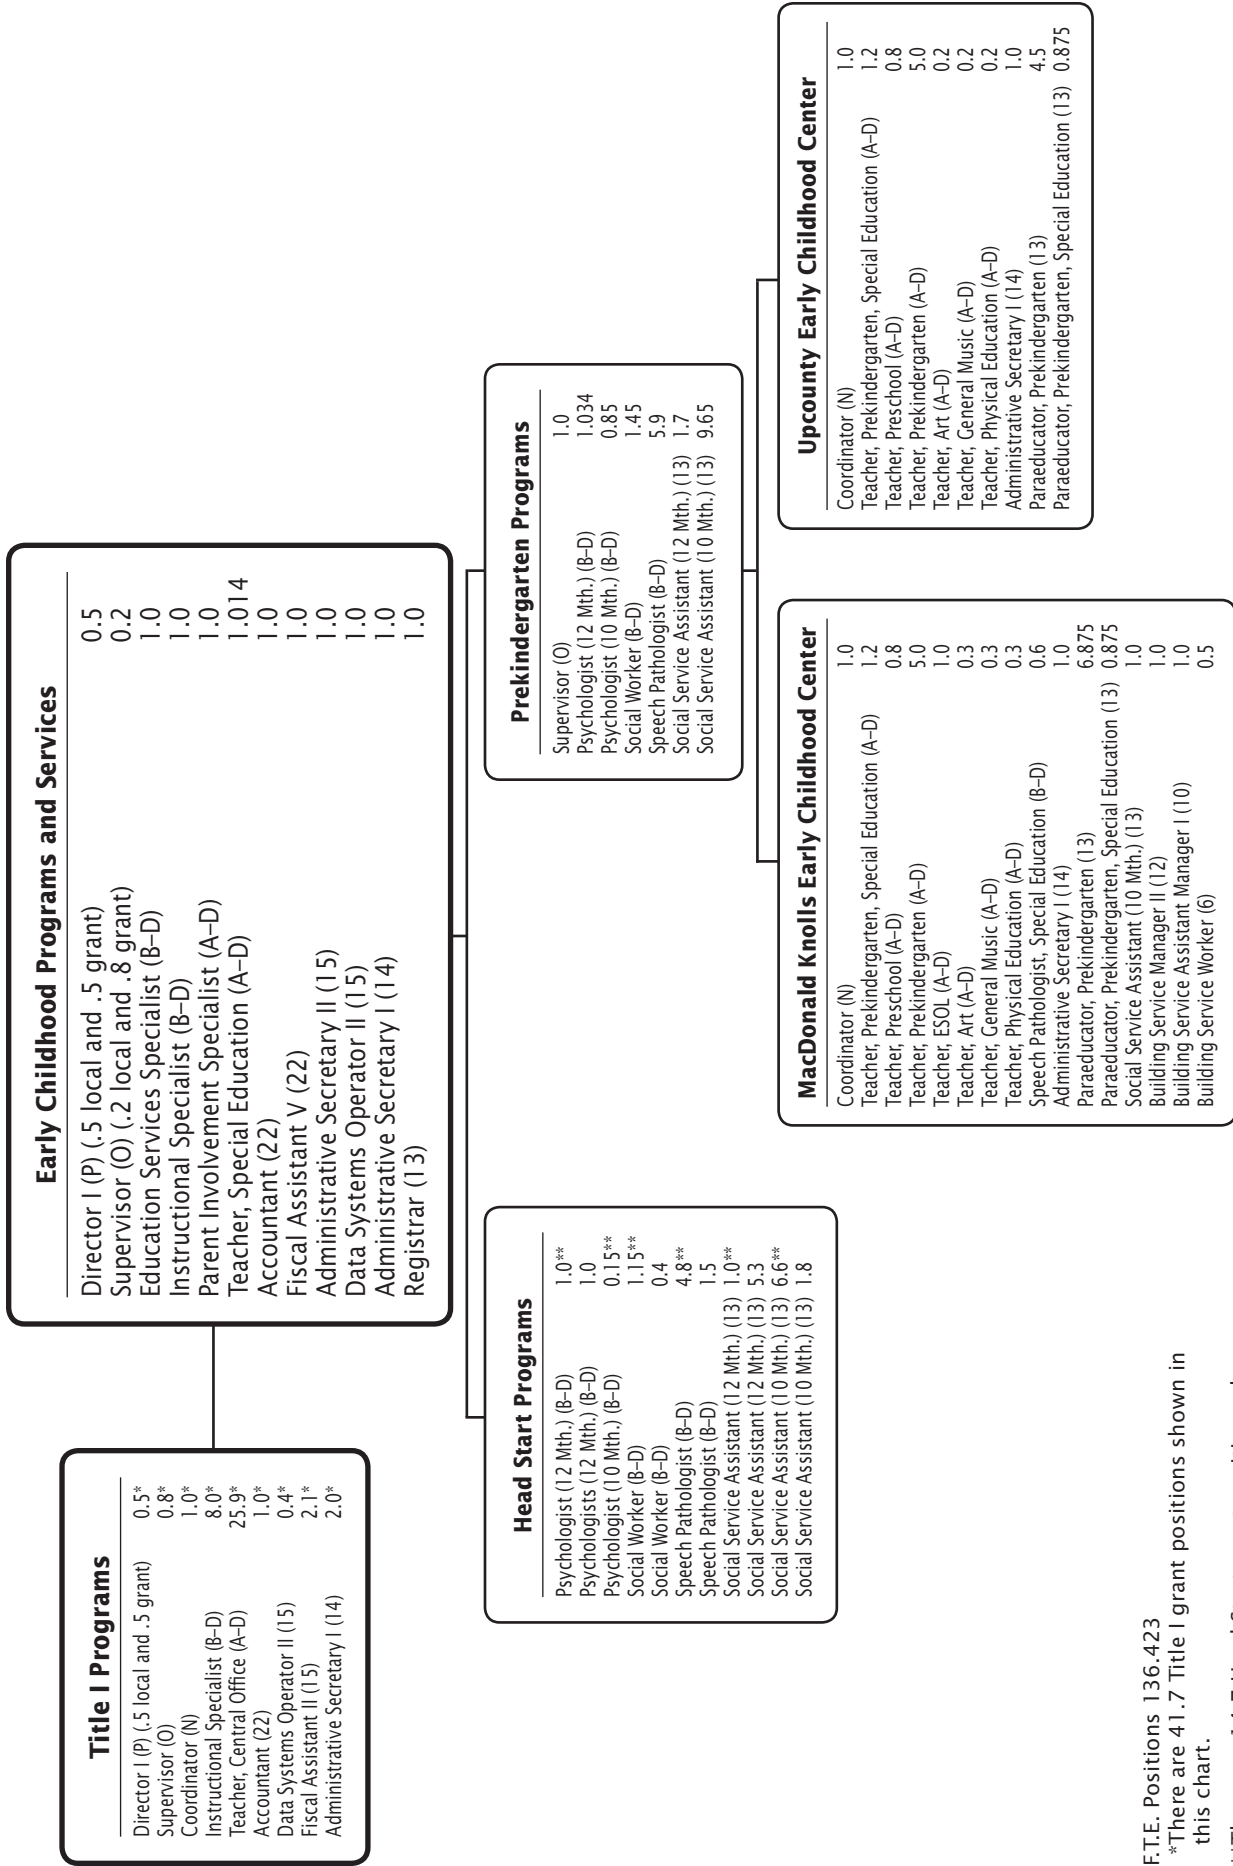 Early Childhood Programs and Services
Director I (P) (.5 local and .5 grant) 0.5
Supervisor (O) (.2 local and .8 grant) 0.2
Education Services Specialist (B–D) 1.0
Instructional Specialist (B–D) 1.0
Parent Involvement Specialist (A–D) 1.0
Teacher, Special Education (A–D) 1.014
Accountant (22) 1.0
Fiscal Assistant V (22) 1.0
Administrative Secretary II (15) 1.0
Data Systems Operator II (15) 1.0
Administrative Secretary I (14) 1.0
Registrar (13) 1.0
Title I Programs
Director I (P) (.5 local and .5 grant) 0.5*
Supervisor (O) 0.8*
Coordinator (N) 1.0*
Instructional Specialist (B–D) 8.0*
Teacher, Central Office (A–D) 25.9*
Accountant (22) 1.0*
Data Systems Operator II (15) 0.4*
Fiscal Assistant II (15) 2.1*
Administrative Secretary I (14) 2.0*
Head Start Programs
Psychologist (12 Mth.) (B–D) 1.0**
Psychologists (12 Mth.) (B–D) 1.0
Psychologist (10 Mth.) (B–D) 0.15**
Social Worker (B–D) 1.15**
Social Worker (B–D) 0.4
Speech Pathologist (B–D) 4.8**
Speech Pathologist (B–D) 1.5
Social Service Assistant (12 Mth.) (13) 1.0**
Social Service Assistant (12 Mth.) (13) 5.3
Social Service Assistant (10 Mth.) (13) 6.6**
Social Service Assistant (10 Mth.) (13) 1.8
Prekindergarten Programs
Supervisor (O) 1.0
Psychologist (12 Mth.) (B–D) 1.034
Psychologist (10 Mth.) (B–D) 0.85
Social Worker (B–D) 1.45
Speech Pathologist (B–D) 5.9
Social Service Assistant (12 Mth.) (13) 1.7
Social Service Assistant (10 Mth.) (13) 9.65
MacDonald Knolls Early Childhood Center
Coordinator (N) 1.0
Teacher, Prekindergarten, Special Education (A–D) 1.2
Teacher, Preschool (A–D) 0.8
Teacher, Prekindergarten (A–D) 5.0
Teacher, ESOL (A–D) 1.0
Teacher, Art (A–D) 0.3
Teacher, General Music (A–D) 0.3
Teacher, Physical Education (A–D) 0.3
Speech Pathologist, Special Education (B–D) 0.6
Administrative Secretary I (14) 1.0
Paraeducator, Prekindergarten (13) 6.875
Paraeducator, Prekindergarten, Special Education (13) 0.875
Social Service Assistant (10 Mth.) (13) 1.0
Building Service Manager II (12) 1.0
Building Service Assistant Manager I (10) 1.0
Building Service Worker (6) 0.5
Upcounty Early Childhood Center
Coordinator (N) 1.0
Teacher, Prekindergarten, Special Education (A–D) 1.2
Teacher, Preschool (A–D) 0.8
Teacher, Prekindergarten (A–D) 5.0
Teacher, Art (A–D) 0.2
Teacher, General Music (A–D) 0.2
Teacher, Physical Education (A–D) 0.2
Administrative Secretary I (14) 1.0
Paraeducator, Prekindergarten (13) 4.5
Paraeducator, Prekindergarten, Special Education (13) 0.875
F.T.E. Positions 136.423
*There are 41.7 Title I grant positions shown in
this chart.